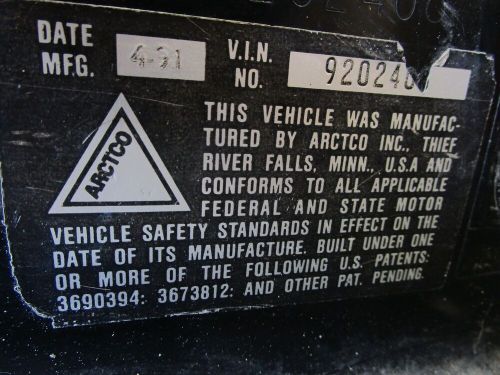 DATE
MFG. 4-91
V.I.N.
NO.
ARCTCO
THIS VEHICLE WAS MANUFAC-
TURED BY ARCTCO INC., THIEF
RIVER FALLS, MINN., U.S.A AND
CONFORMS TO ALL APPLICABLE
FEDERAL AND STATE MOTOR
VEHICLE SAFETY STANDARDS IN EFFECT ON THE
DATE OF ITS MANUFACTURE. BUILT UNDER ONE
OR MORE OF THE FOLLOWING U.S. PATENTS:
3690394: 3673812: AND OTHER PAT. PENDING.